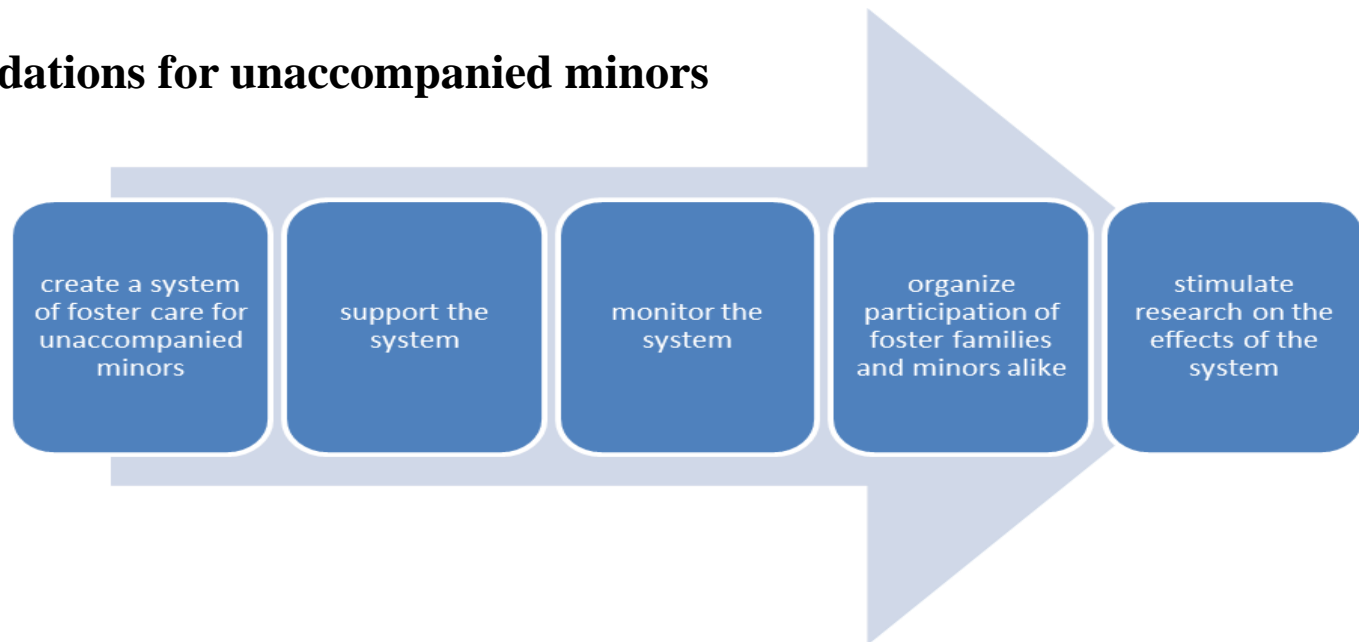 dations for unaccompanied minors
create a system
of foster care for
unaccompanied
minors
support the
system
monitor the
system
organize
participation of
foster families
and minors alike
stimulate
research on the
effects of the
system